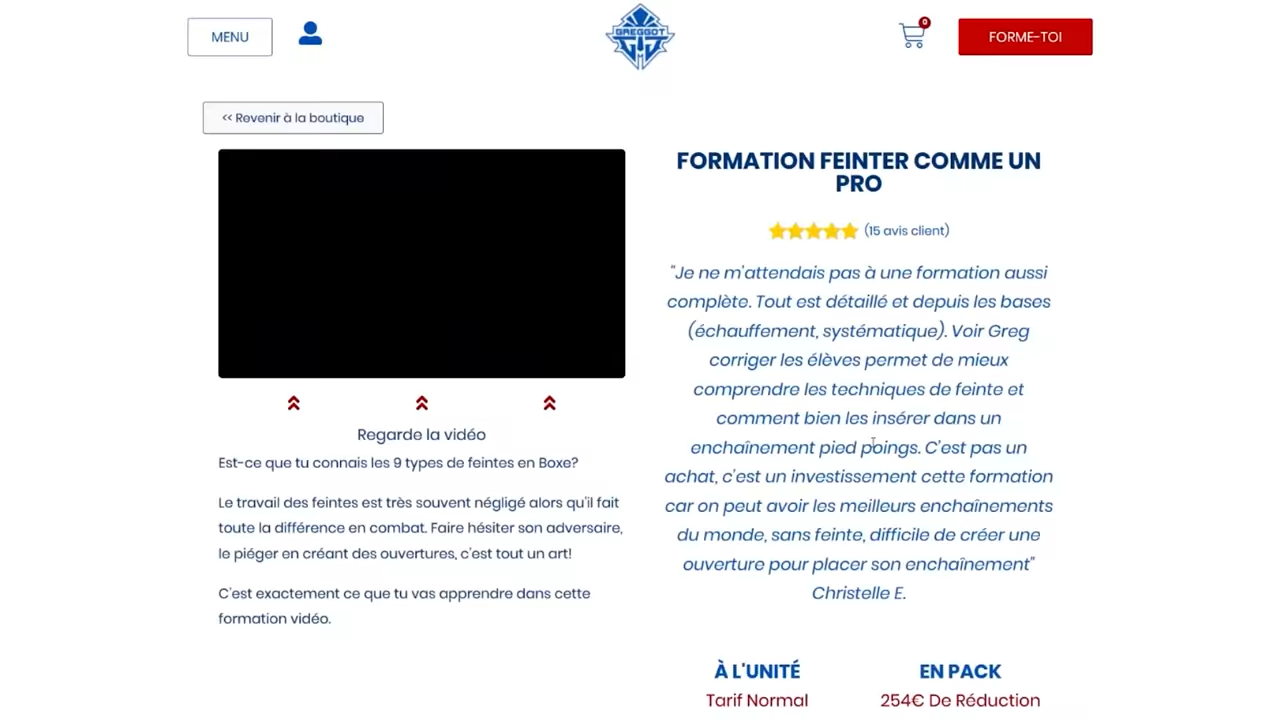 MENU
GREGGOT
0
FORME-TOI
<< Revenir à la boutique
FORMATION FEINTER COMME UN
PRO
(15 avis client)
"Je ne m'attendais pas à une formation aussi
complète. Tout est détaillé et depuis les bases
(échauffement, systématique). Voir Greg
corriger les élèves permet de mieux
comprendre les techniques de feinte et
comment bien les insérer dans un
enchaînement pied poings. C'est pas un
achat, c'est un investissement cette formation
car on peut avoir les meilleurs enchaînements
du monde, sans feinte, difficile de créer une
ouverture pour placer son enchaînement"
Christelle E.
Regarde la vidéo
Est-ce que tu connais les 9 types de feintes en Boxe?
Le travail des feintes est très souvent négligé alors qu'il fait
toute la différence en combat. Faire hésiter son adversaire,
le piéger en créant des ouvertures, c'est tout un art!
C'est exactement ce que tu vas apprendre dans cette
formation vidéo.
À L'UNITÉ
Tarif Normal
EN PACK
254€ De Réduction